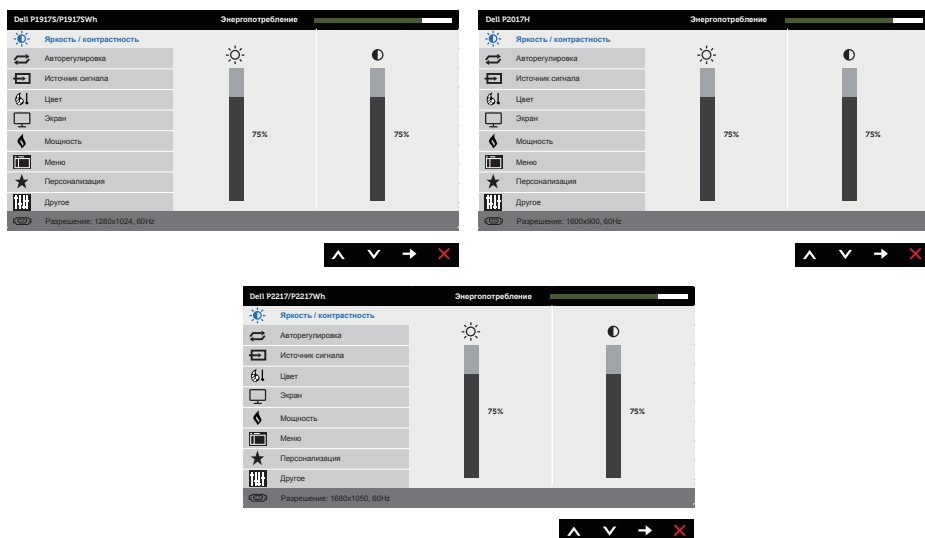 Dell P1917S/P1917SWh Энергопотребление
Яркость / контрастность
Авторегулировка
Источник сигнала
Цвет
Экран
Мощность
Меню
Персонализация
Другое
75% 75%
Разрешение: 1280x1024, 60Hz
Dell P2017H Энергопотребление
Яркость / контрастность
Авторегулировка
Источник сигнала
Цвет
Экран
Мощность
Меню
Персонализация
Другое
75% 75%
Разрешение: 1600x900, 60Hz
Dell P2217/P2217Wh Энергопотребление
Яркость / контрастность
Авторегулировка
Источник сигнала
Цвет
Экран
Мощность
Меню
Персонализация
Другое
75% 75%
Разрешение: 1680x1050, 60Hz